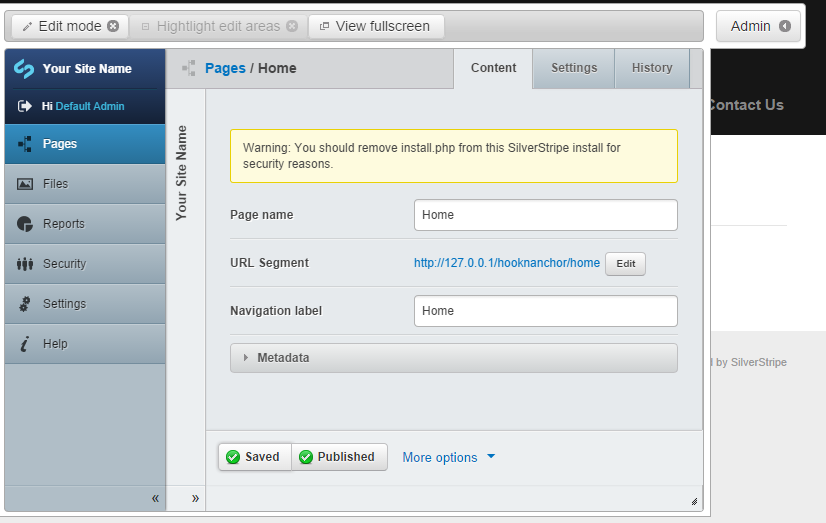 Edit mode
Hightlight edit areas
View fullscreen
Admin
Your Site Name
Pages / Home
Content
Settings
History
Hi Default Admin
Contact Us
Pages
Your Site Name
Warning: You should remove install.php from this SilverStripe install for
security reasons.
Files
Page name
Home
Reports
Security
URL Segment
http://127.0.0.1/hooknanchor/home
Edit
Settings
Navigation label
Home
Help
Metadata
by SilverStripe
Saved
Published
More options
«
»